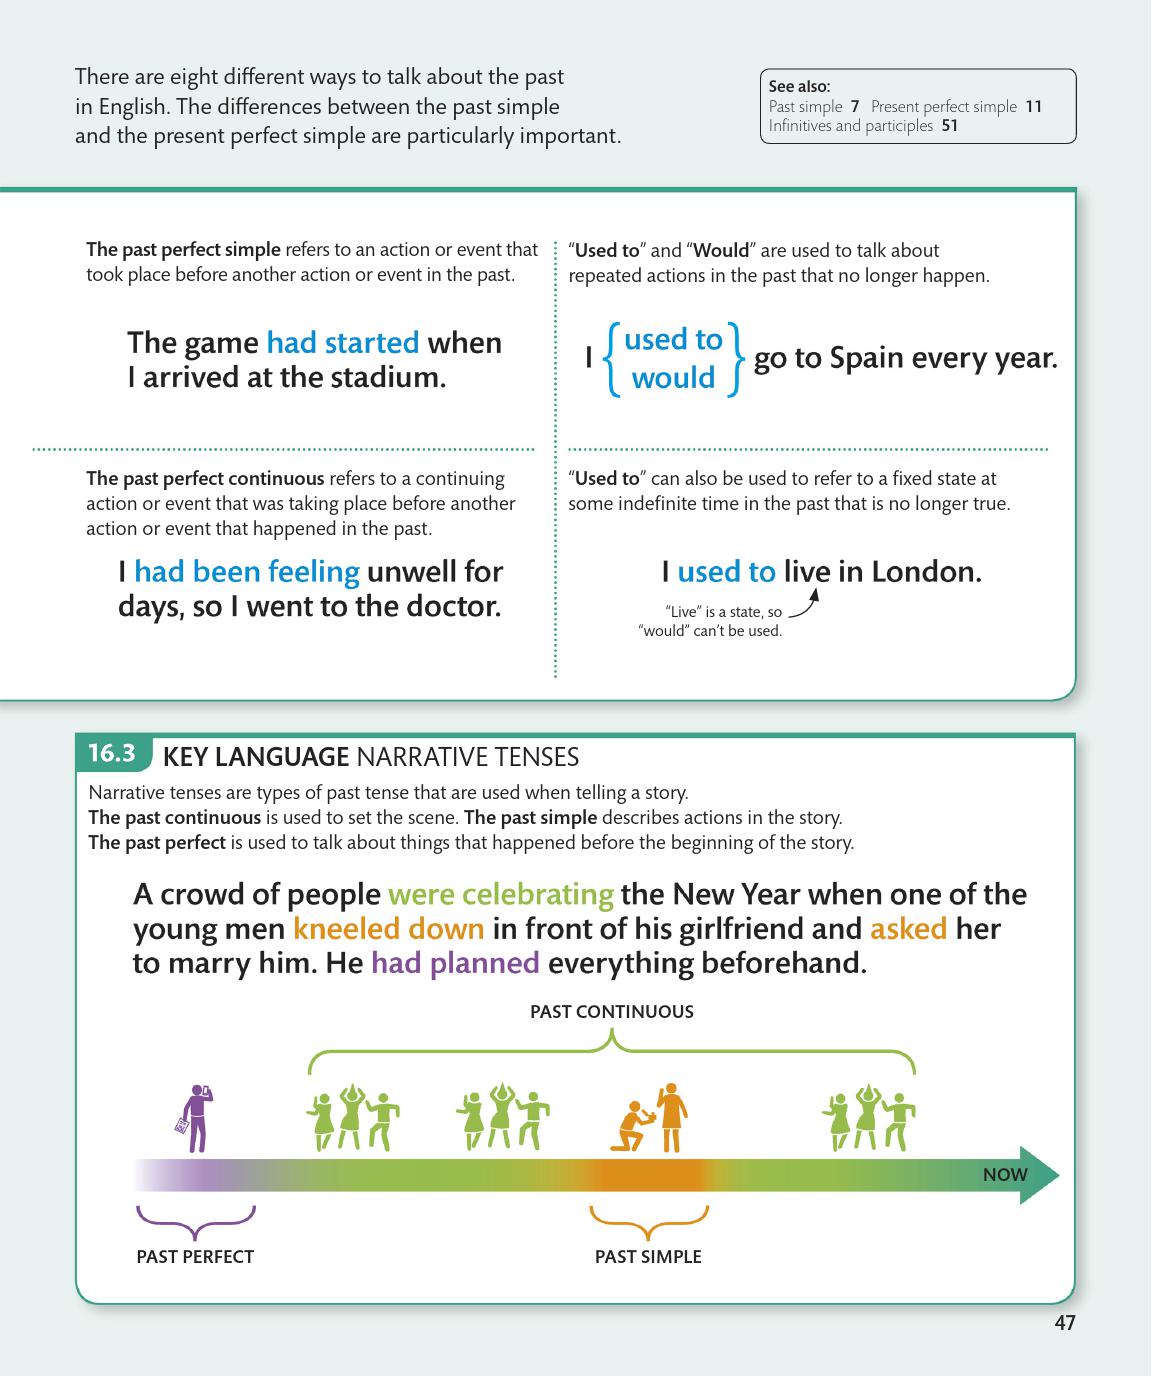 There are eight different ways to talk about the past
in English. The differences between the past simple
and the present perfect simple are particularly important.
See also:
Past simple 7 Present perfect simple 11
Infinitives and participles 51
The past perfect simple refers to an action or event that
took place before another action or event in the past.
The game had started when
I arrived at the stadium.
“Used to” and “Would” are used to talk about
repeated actions in the past that no longer happen.
used to
I { } go to Spain every year.
would
The past perfect continuous refers to a continuing
action or event that was taking place before another
action or event that happened in the past.
I had been feeling unwell for
days, so I went to the doctor.
“Used to” can also be used to refer to a fixed state at
some indefinite time in the past that is no longer true.
I used to live in London.
“Live” is a state, so
“would” can’t be used.
16.3 KEY LANGUAGE NARRATIVE TENSES
Narrative tenses are types of past tense that are used when telling a story.
The past continuous is used to set the scene. The past simple describes actions in the story.
The past perfect is used to talk about things that happened before the beginning of the story.
A crowd of people were celebrating the New Year when one of the
young men kneeled down in front of his girlfriend and asked her
to marry him. He had planned everything beforehand.
PAST CONTINUOUS
NOW
PAST PERFECT
PAST SIMPLE
47